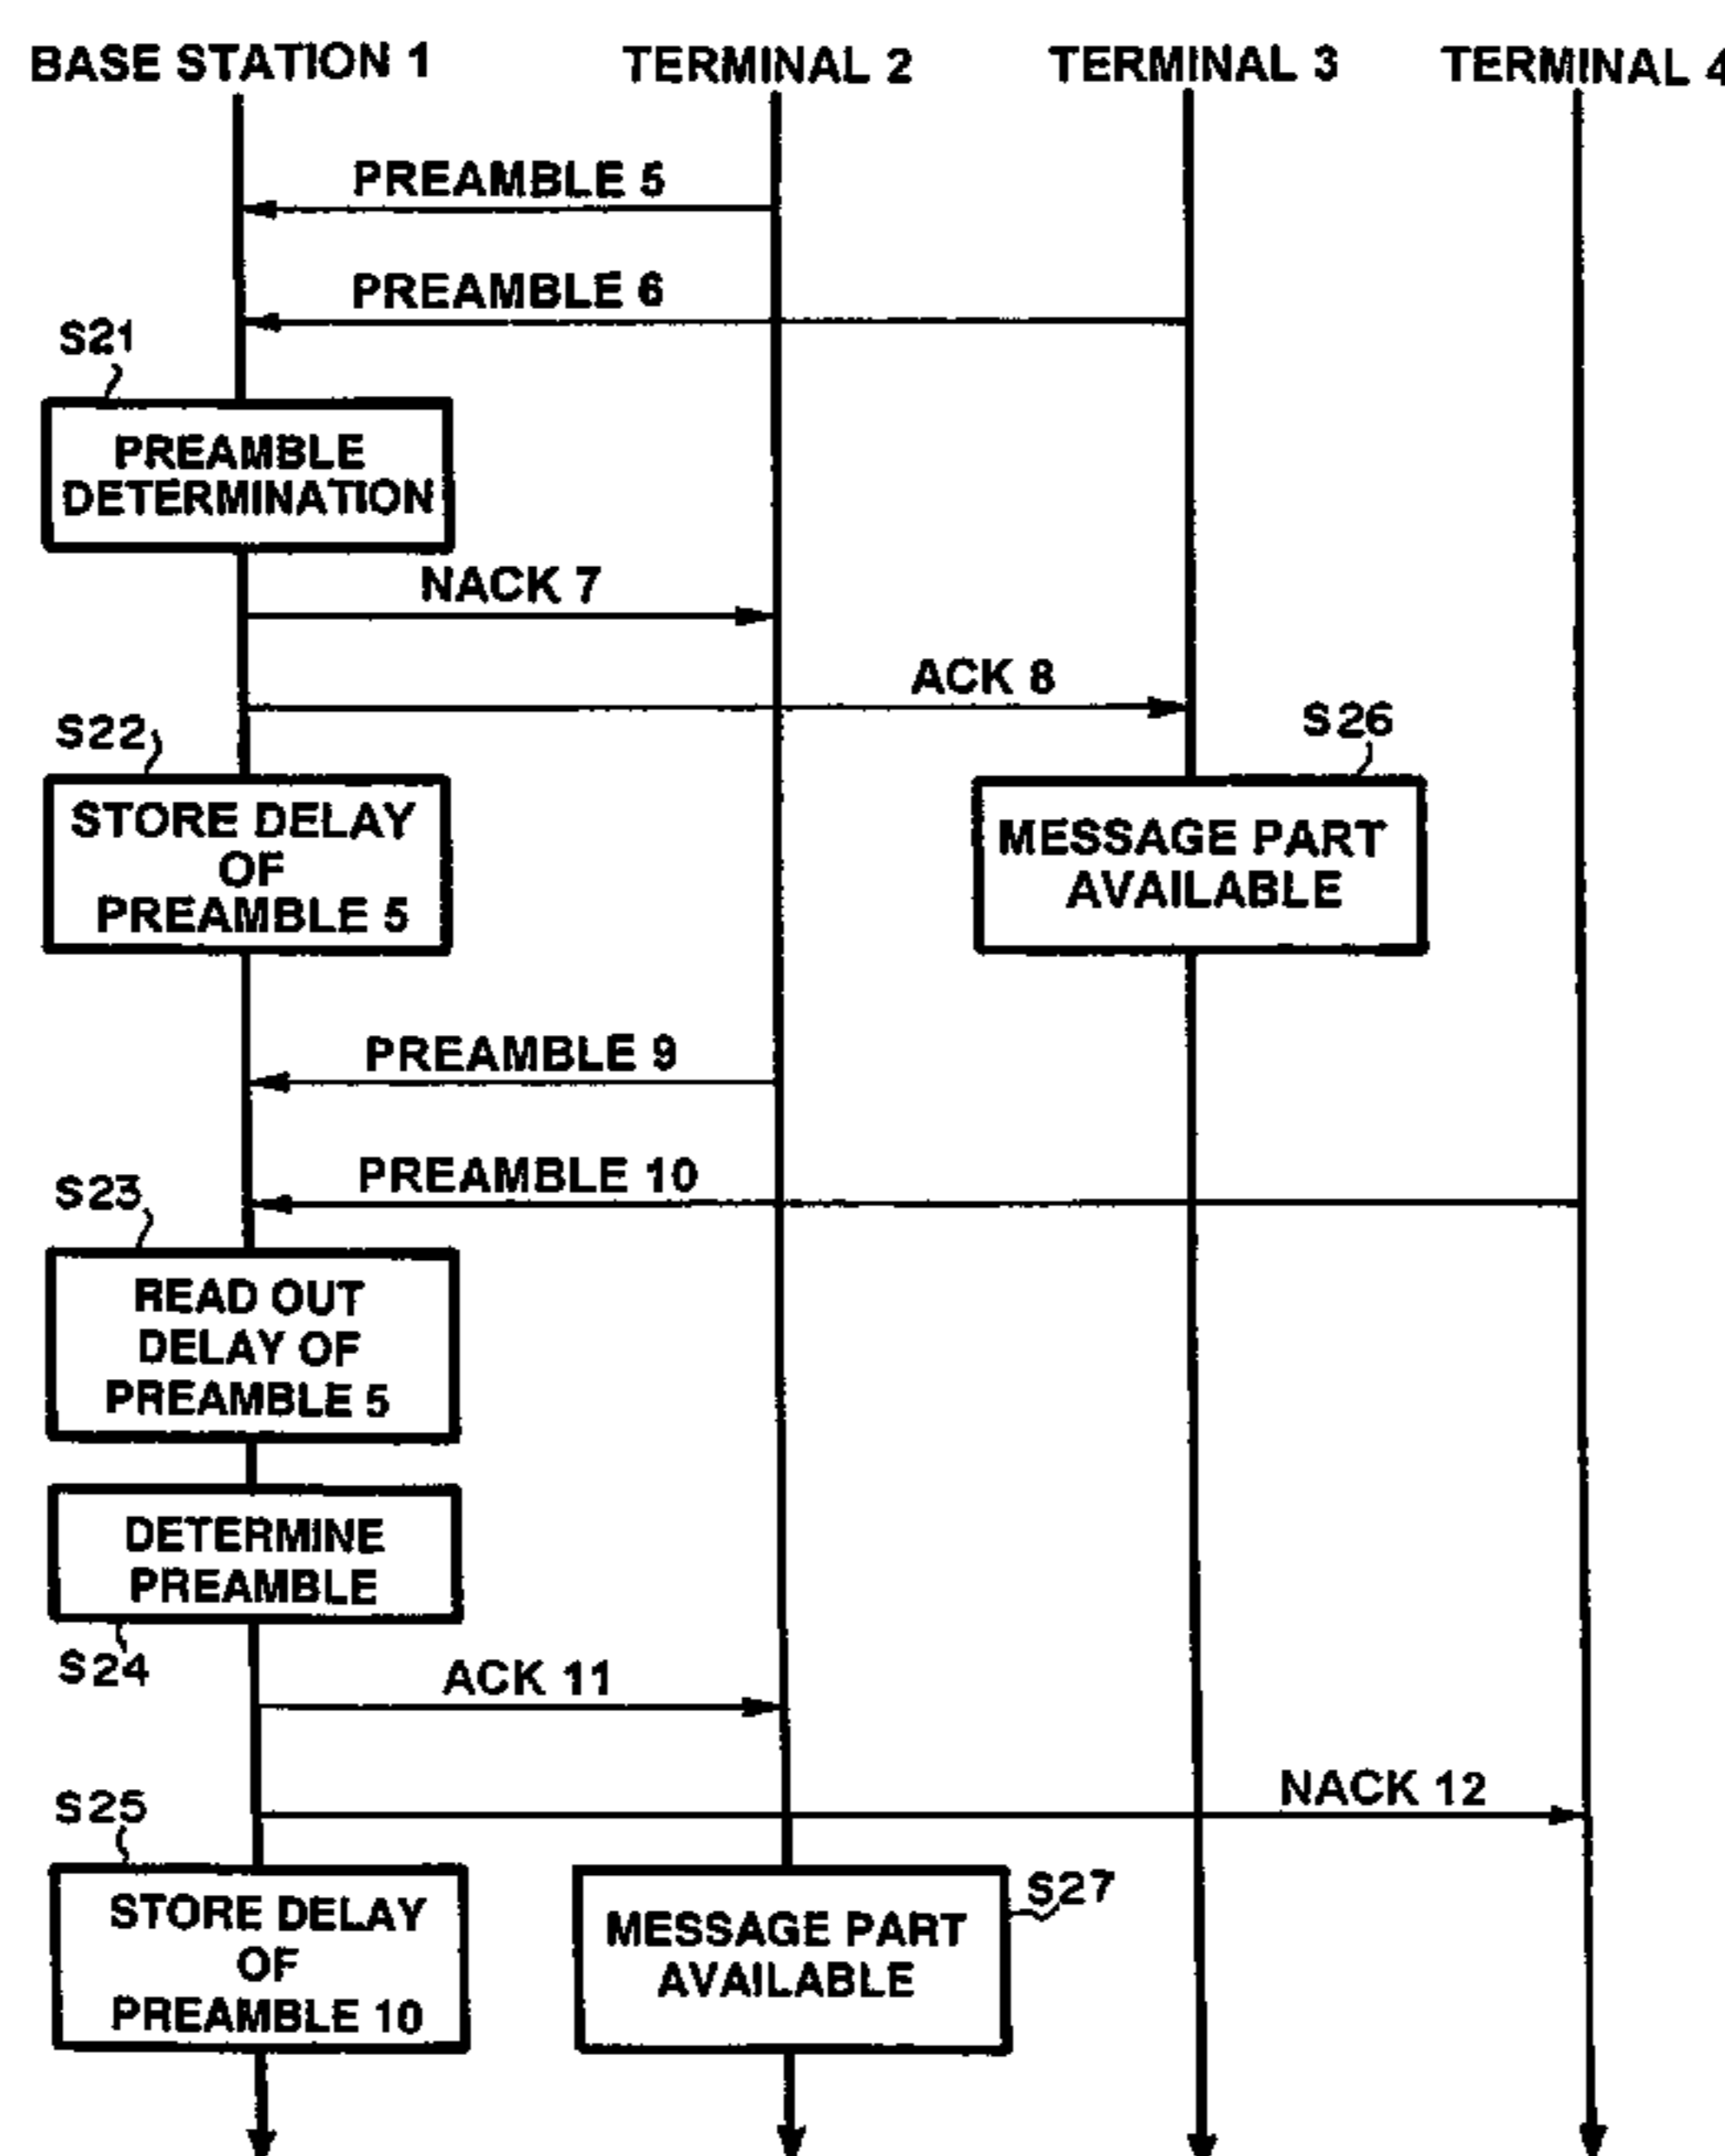 BASE STATION 1 TERMINAL 2 TERMINAL 3 TERMINAL 4
PREAMBLE 5
PREAMBLE 6
S21
PREAMBLE
DETERMINATION
NACK 7
ACK 8
S22
STORE DELAY
OF
PREAMBLE 5
S26
MESSAGE PART
AVAILABLE
PREAMBLE 9
PREAMBLE 10
S23
READ OUT
DELAY OF
PREAMBLE 5
DETERMINE
PREAMBLE
S24
ACK 11
NACK 12
S25
STORE DELAY
OF
PREAMBLE 10
MESSAGE PART
AVAILABLE
S27